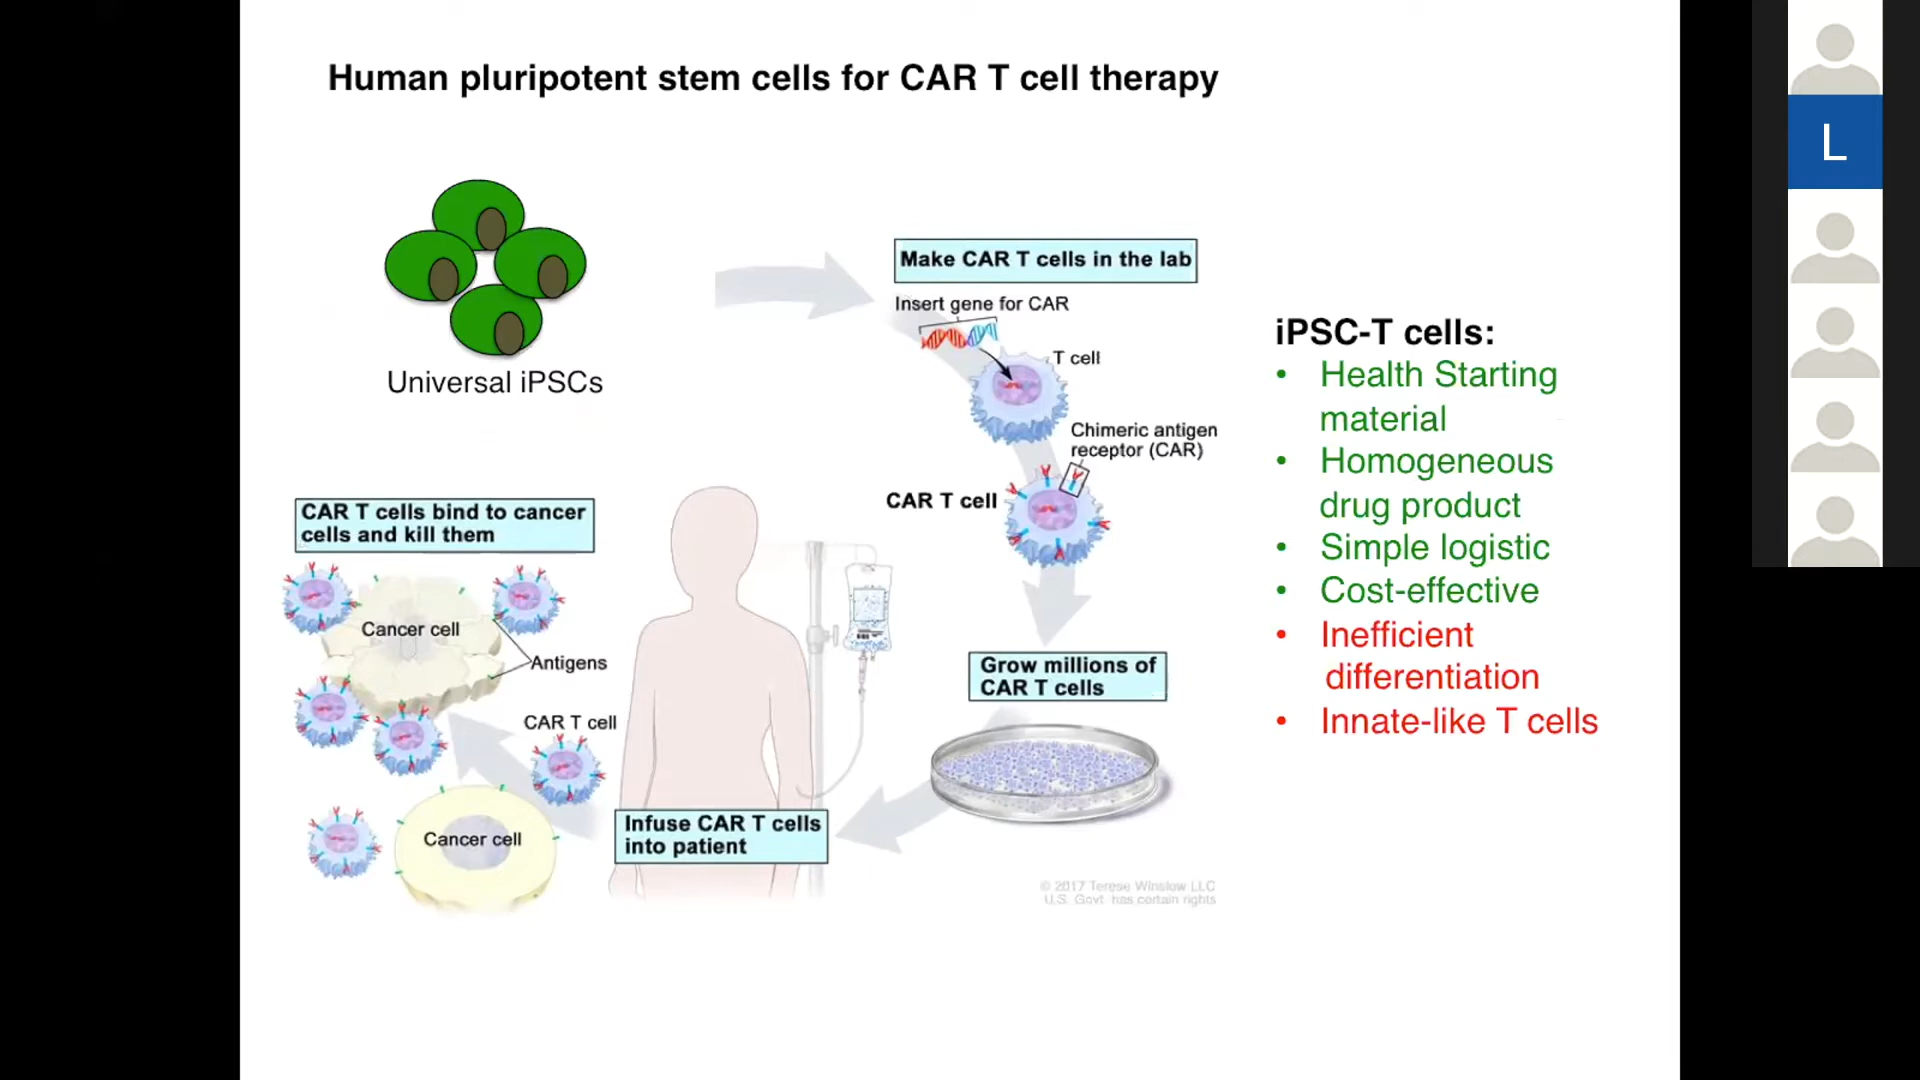 Human pluripotent stem cells for CAR T cell therapy
L
Universal iPSCs
Make CAR T cells in the lab
Insert gene for CAR
T cell
Chimeric antigen
receptor (CAR)
CAR T cell
Grow millions of
CAR T cells
Infuse CAR T cells
into patient
CAR T cells bind to cancer
cells and kill them
Cancer cell
Antigens
CAR T cell
Cancer cell
© 2017 Terese Winslow LLC
U.S. Govt. has certain rights
iPSC-T cells:
• Health Starting
material
• Homogeneous
drug product
• Simple logistic
• Cost-effective
• Inefficient
differentiation
• Innate-like T cells